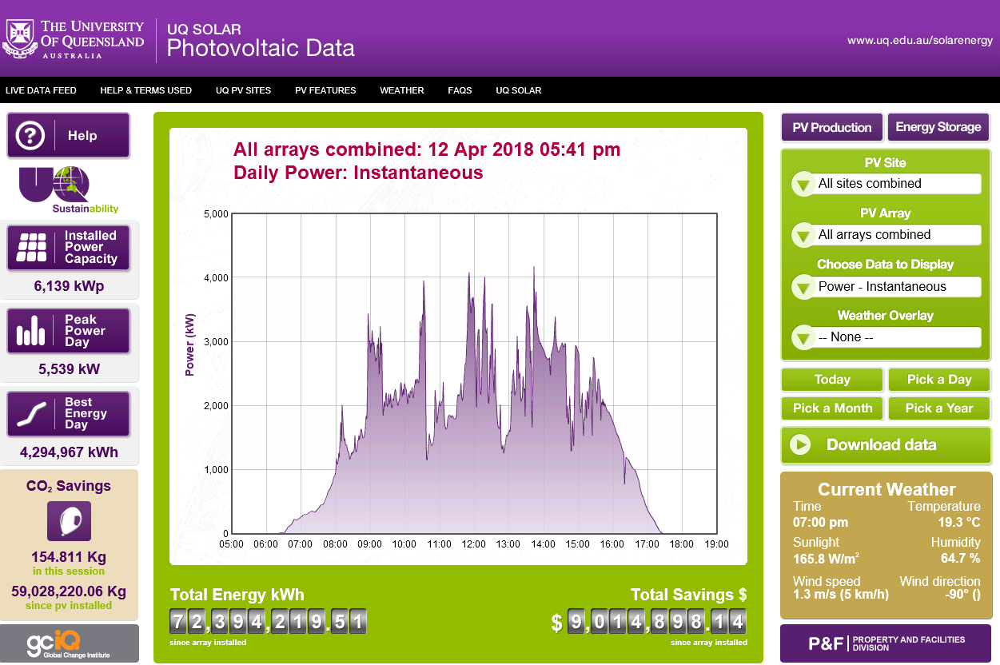 THE UNIVERSITY
OF QUEENSLAND
AUSTRALIA
UQ SOLAR
Photovoltaic Data
www.uq.edu.au/solarenergy
LIVE DATA FEED HELP & TERMS USED UQ PV SITES PV FEATURES WEATHER FAQS UQ SOLAR
? Help
UQ
Sustainability
Installed
Power
Capacity
6,139 kWp
Peak
Power
Day
5,539 kW
Best
Energy
Day
4,294,967 kWh
CO2 Savings
154.811 Kg
in this session
59,028,220.06 Kg
since pv installed
gciQ
Global Change Institute
All arrays combined: 12 Apr 2018 05:41 pm
Daily Power: Instantaneous
Power (kW)
5,000
4,000
3,000
2,000
1,000
0
05:00 06:00 07:00 08:00 09:00 10:00 11:00 12:00 13:00 14:00 15:00 16:00 17:00 18:00 19:00
Total Energy kWh
72,394,219.51
since array installed
Total Savings $
$ 9,014,898.14
since array installed
PV Production Energy Storage
PV Site
All sites combined
PV Array
All arrays combined
Choose Data to Display
Power - Instantaneous
Weather Overlay
-- None --
Today Pick a Day
Pick a Month Pick a Year
Download data
Current Weather
Time Temperature
07:00 pm 19.3 °C
Sunlight Humidity
165.8 W/m² 64.7 %
Wind speed Wind direction
1.3 m/s (5 km/h) -90° ()
P&F PROPERTY AND FACILITIES
DIVISION